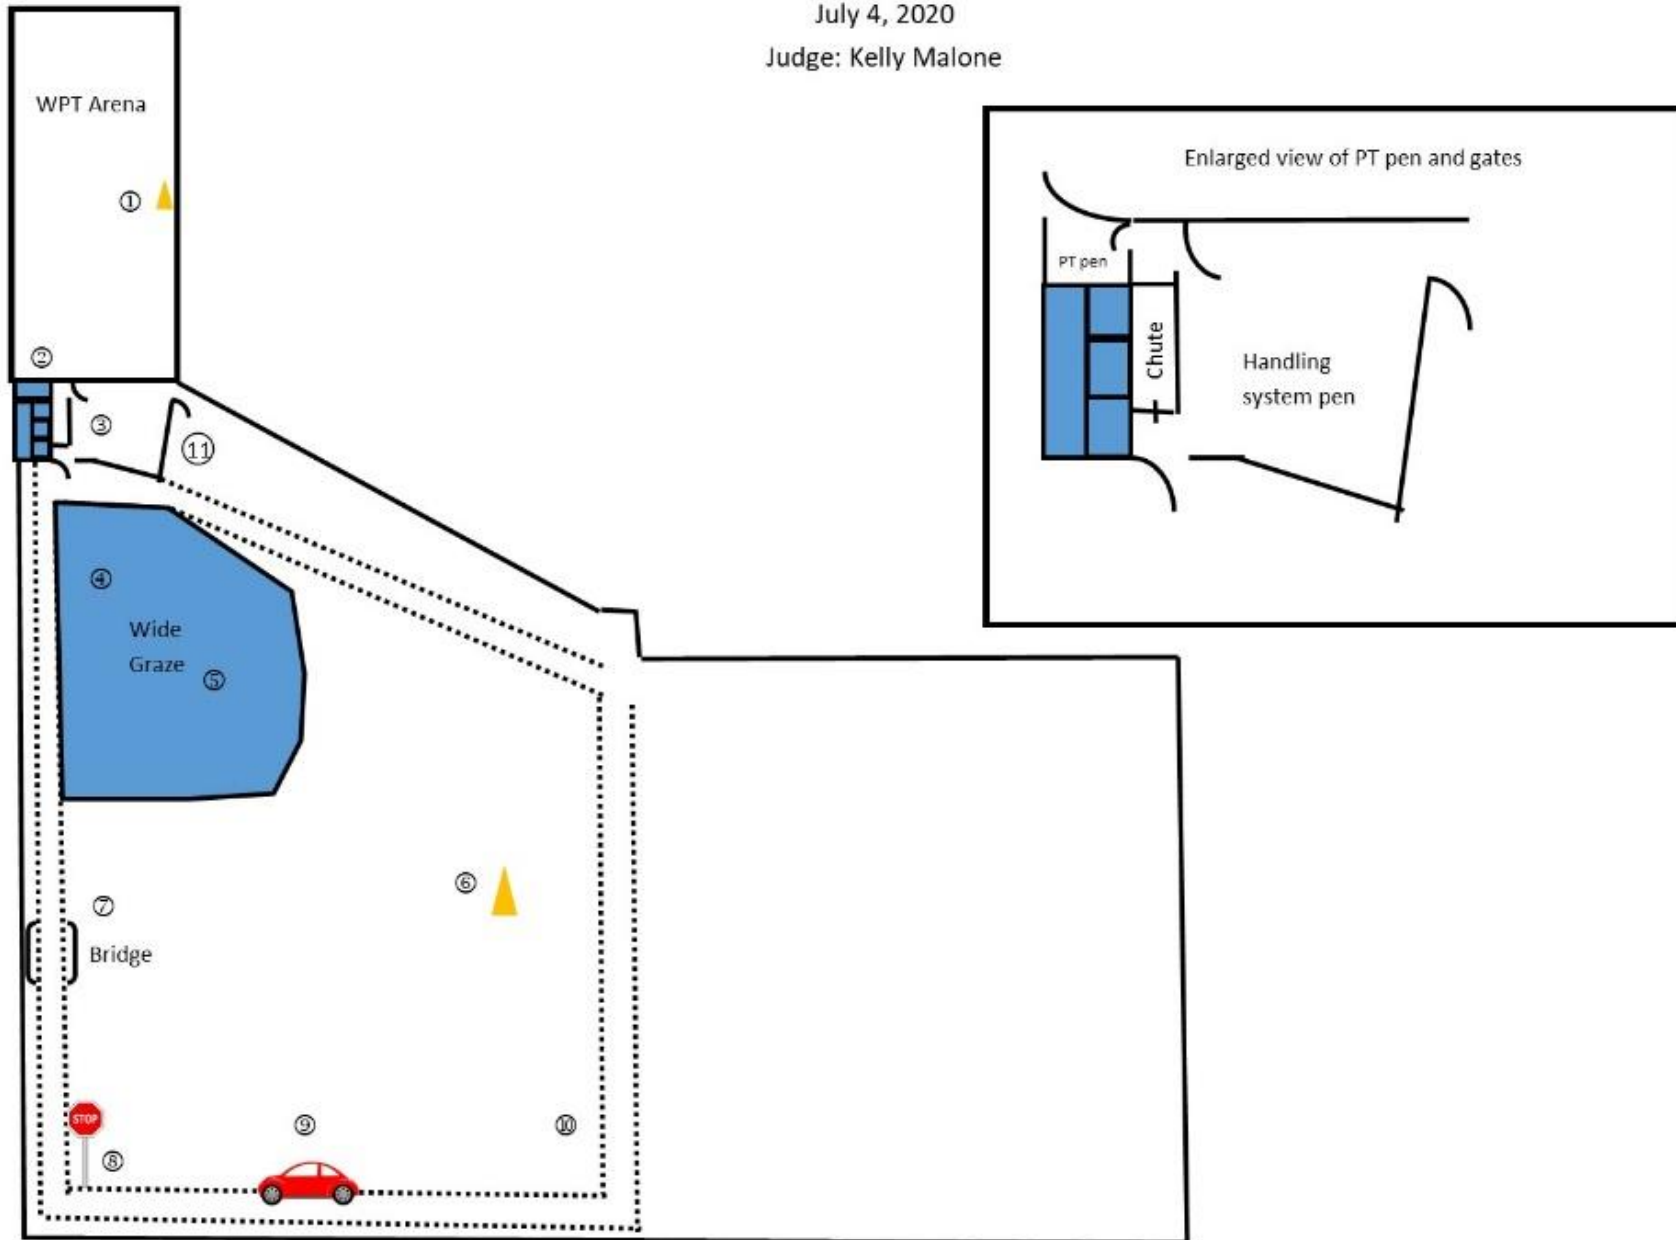 July 4, 2020
Judge: Kelly Malone
WPT Arena
①
②
③
⑪
④
Wide
Graze
⑤
⑥
⑦
Bridge
STOP
⑧
⑨
⑩
Enlarged view of PT pen and gates
PT pen
Chute
Handling
system pen